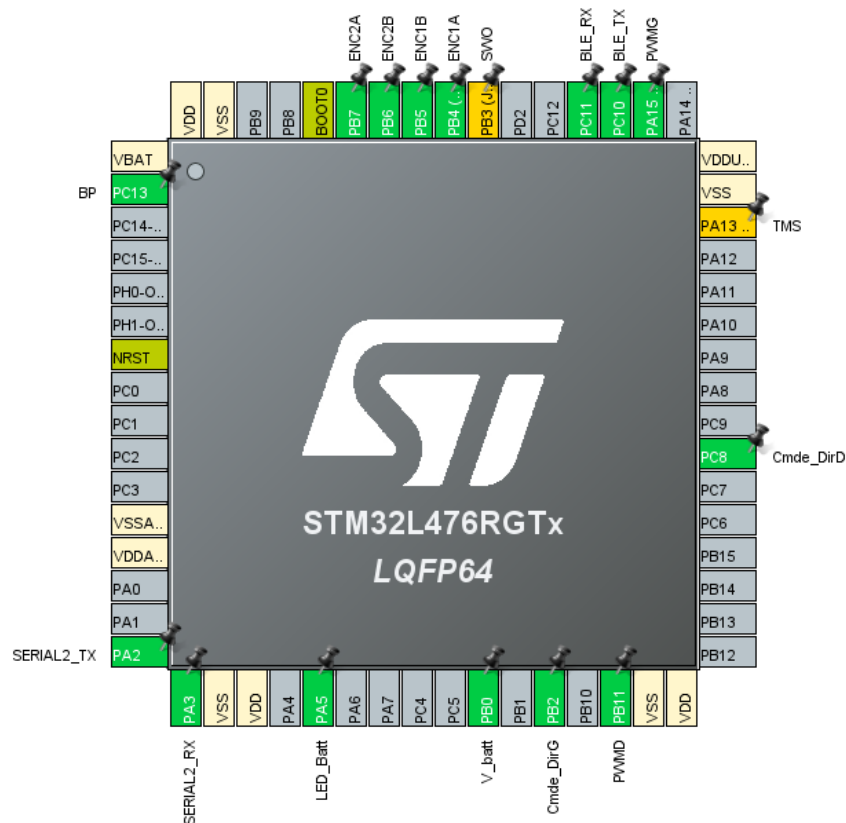 ENC2A
ENC2B
ENC1B
ENC1A
SWO
BLE_RX
BLE_TX
PWMG
VDD
VSS
PB9
PB8
BOOT0
PB7
PB6
PB5
PB4 (..
PB3 (J..
PD2
PC12
PC11
PC10
PA15 ..
PA14 ..
VBAT
BP
PC13
PC14-..
PC15-..
PH0-O..
PH1-O..
NRST
PC0
PC1
PC2
PC3
VSSA..
VDDA..
PA0
PA1
SERIAL2_TX
PA2
VDDU..
VSS
PA13 ..
TMS
PA12
PA11
PA10
PA9
PA8
PC9
PC8
Cmde_DirD
PC7
PC6
PB15
PB14
PB13
PB12
ST
STM32L476RGTx
LQFP64
PA3
VSS
VDD
PA4
PA5
PA6
PA7
PC4
PC5
PB0
PB1
PB2
PB10
PB11
VSS
VDD
SERIAL2_RX
LED_Batt
V_batt
Cmde_DirG
PWMD